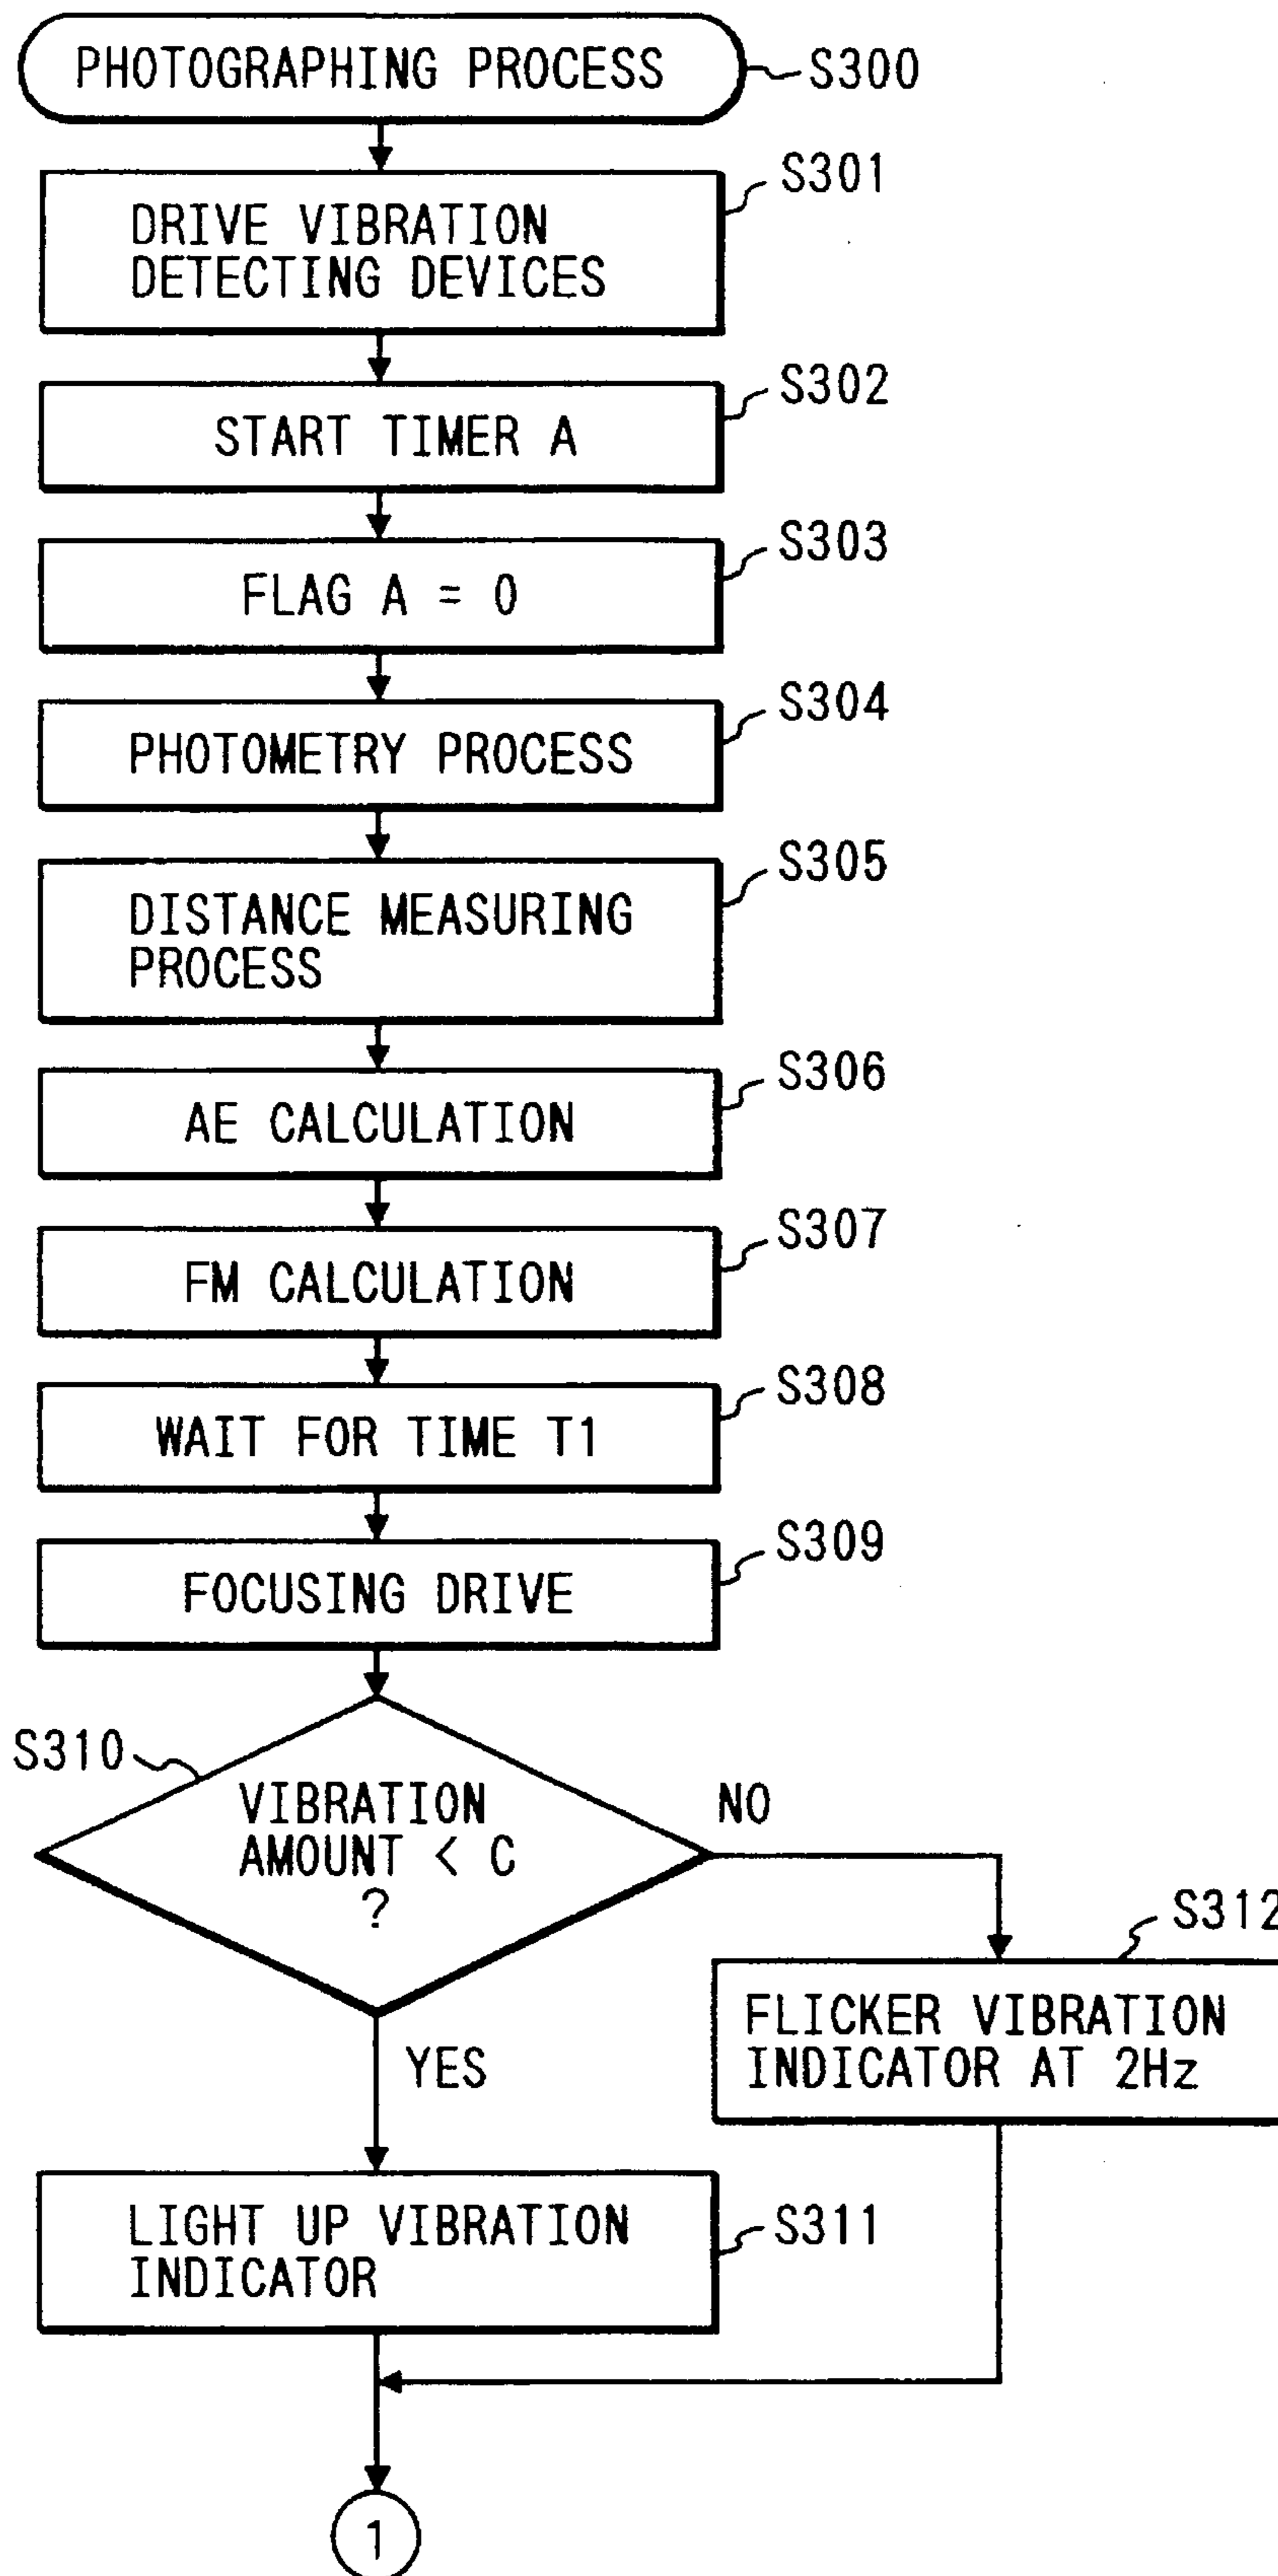 PHOTOGRAPHING PROCESS
S300
S301
DRIVE VIBRATION
DETECTING DEVICES
S302
START TIMER A
S303
FLAG A = 0
S304
PHOTOMETRY PROCESS
S305
DISTANCE MEASURING
PROCESS
S306
AE CALCULATION
S307
FM CALCULATION
S308
WAIT FOR TIME T1
S309
FOCUSING DRIVE
S310
VIBRATION
AMOUNT < C
?
NO
S312
FLICKER VIBRATION
INDICATOR AT 2Hz
YES
S311
LIGHT UP VIBRATION
INDICATOR
1